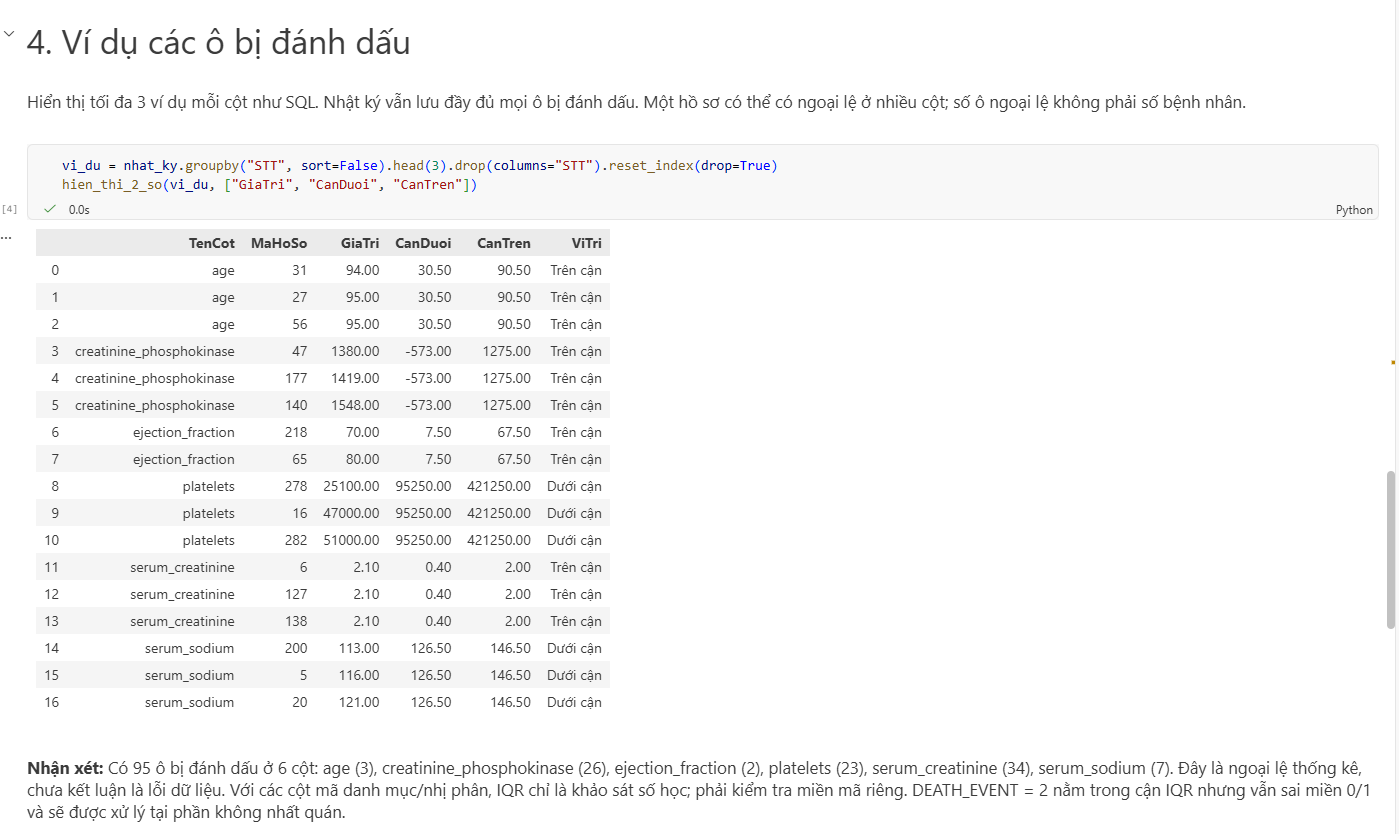 4. Ví dụ các ô bị đánh dấu
Hiển thị tối đa 3 ví dụ mỗi cột như SQL. Nhật ký vẫn lưu đầy đủ mọi ô bị đánh dấu. Một hồ sơ có thể có ngoại lệ ở nhiều cột; số ô ngoại lệ không phải số bệnh nhân.
vi_du = nhat_ky.groupby("STT", sort=False).head(3).drop(columns="STT").reset_index(drop=True)
hien_thi_2_so(vi_du, ["GiaTri", "CanDuoi", "CanTren"])
[4] 0.0s Python
...
TenCot MaHoSo GiaTri CanDuoi CanTren ViTri
0 age 31 94.00 30.50 90.50 Trên cận
1 age 27 95.00 30.50 90.50 Trên cận
2 age 56 95.00 30.50 90.50 Trên cận
3 creatinine_phosphokinase 47 1380.00 -573.00 1275.00 Trên cận
4 creatinine_phosphokinase 177 1419.00 -573.00 1275.00 Trên cận
5 creatinine_phosphokinase 140 1548.00 -573.00 1275.00 Trên cận
6 ejection_fraction 218 70.00 7.50 67.50 Trên cận
7 ejection_fraction 65 80.00 7.50 67.50 Trên cận
8 platelets 278 25100.00 95250.00 421250.00 Dưới cận
9 platelets 16 47000.00 95250.00 421250.00 Dưới cận
10 platelets 282 51000.00 95250.00 421250.00 Dưới cận
11 serum_creatinine 6 2.10 0.40 2.00 Trên cận
12 serum_creatinine 127 2.10 0.40 2.00 Trên cận
13 serum_creatinine 138 2.10 0.40 2.00 Trên cận
14 serum_sodium 200 113.00 126.50 146.50 Dưới cận
15 serum_sodium 5 116.00 126.50 146.50 Dưới cận
16 serum_sodium 20 121.00 126.50 146.50 Dưới cận
Nhận xét: Có 95 ô bị đánh dấu ở 6 cột: age (3), creatinine_phosphokinase (26), ejection_fraction (2), platelets (23), serum_creatinine (34), serum_sodium (7). Đây là ngoại lệ thống kê,
chưa kết luận là lỗi dữ liệu. Với các cột mã danh mục/nhị phân, IQR chỉ là khảo sát số học; phải kiểm tra miền mã riêng. DEATH_EVENT = 2 nằm trong cận IQR nhưng vẫn sai miền 0/1
và sẽ được xử lý tại phần không nhất quán.